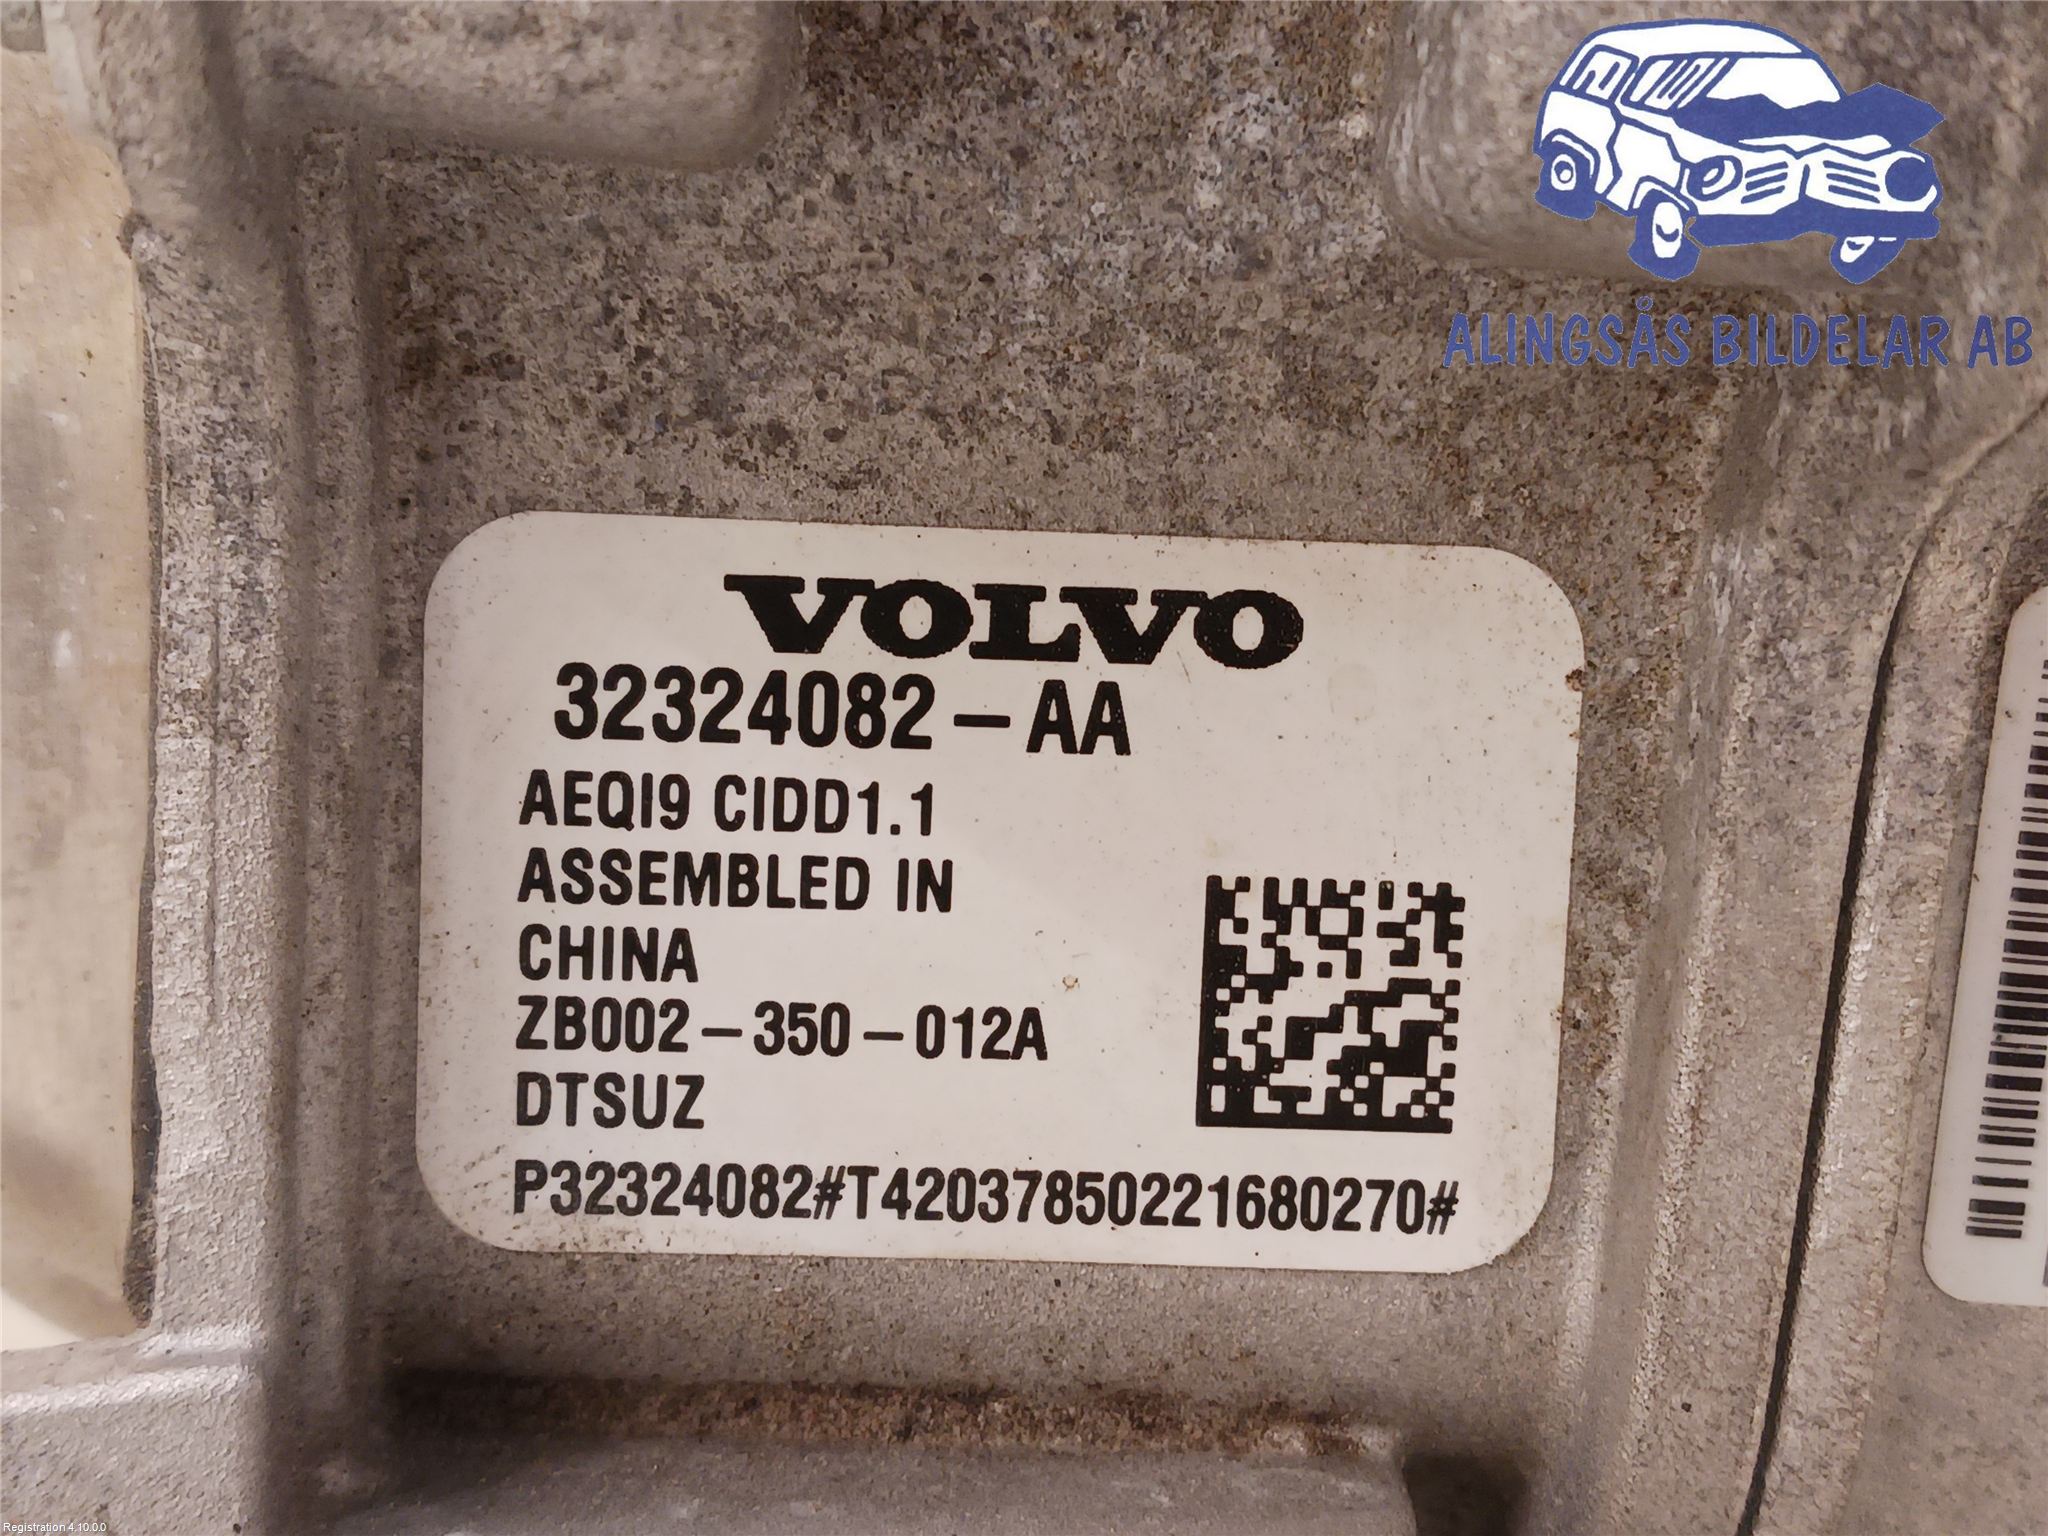 ALINGSÅS BILDELAR AB
VOLVO
32324082-AA
AEQI9 CIDD1.1
ASSEMBLED IN
CHINA
ZB002-350-012A
DTSUZ
P32324082#T42037850221680270#
Registration 4.10.0.0